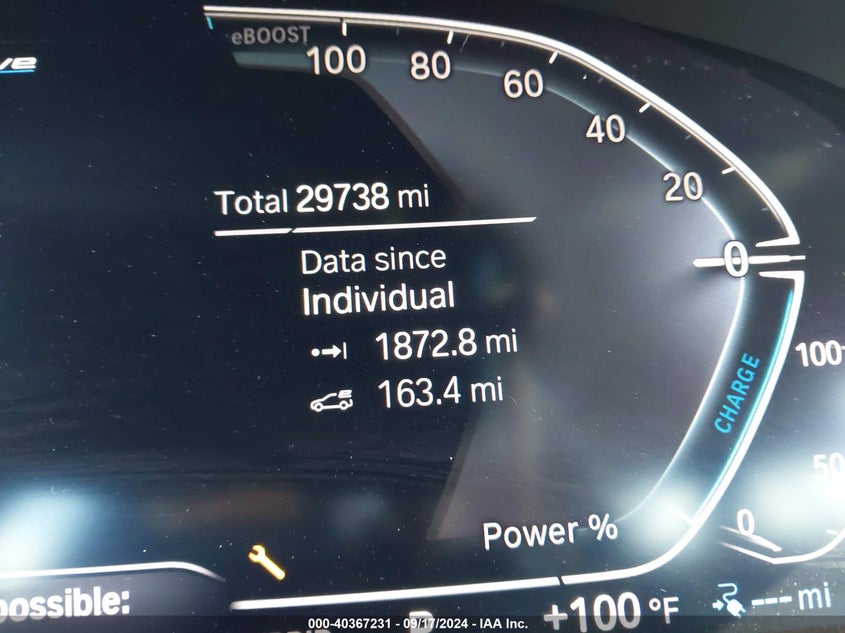 eBOOST
100
80
60
40
20
0
Total 29738 mi
Data since
Individual
1872.8 mi
163.4 mi
CHARGE
100
50
0
Power %
possible:
+100 °F
--- mi
000-40367231 - 09/17/2024 - IAA Inc.